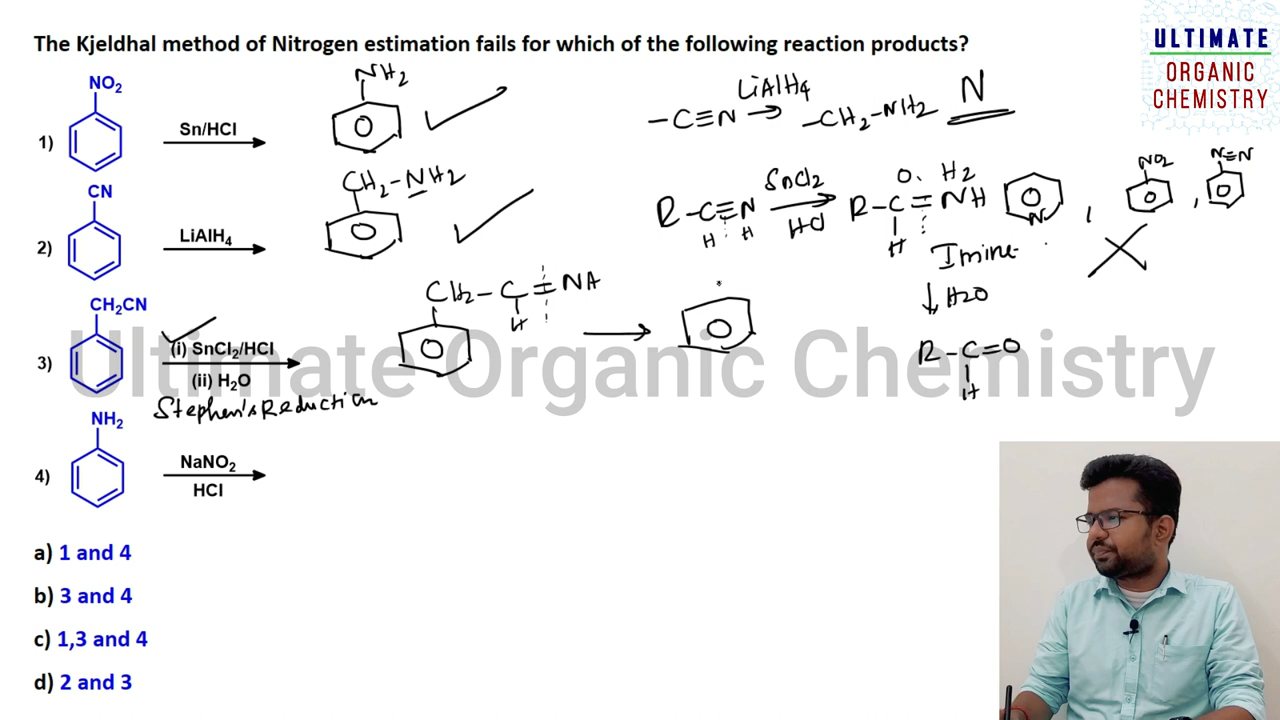 The Kjeldhal method of Nitrogen estimation fails for which of the following reaction products?
ULTIMATE
ORGANIC
CHEMISTRY
1)
NO2
Sn/HCl
NH2
2)
CN
LiAlH4
CH2-NH2
3)
CH2CN
(i) SnCl2/HCl
(ii) H2O
Stephen's Reduction
CH2-C=NH
H
4)
NH2
NaNO2
HCl
-C≡N → -CH2-NH2 N
LiAlH4
R-C≡N
H H
SnCl2
HCl
O. H2
R-C=NH
H
Imine
↓ H2O
R-C=O
H
N
,
NO2
,
N≡N
Ultimate Organic Chemistry
a) 1 and 4
b) 3 and 4
c) 1,3 and 4
d) 2 and 3